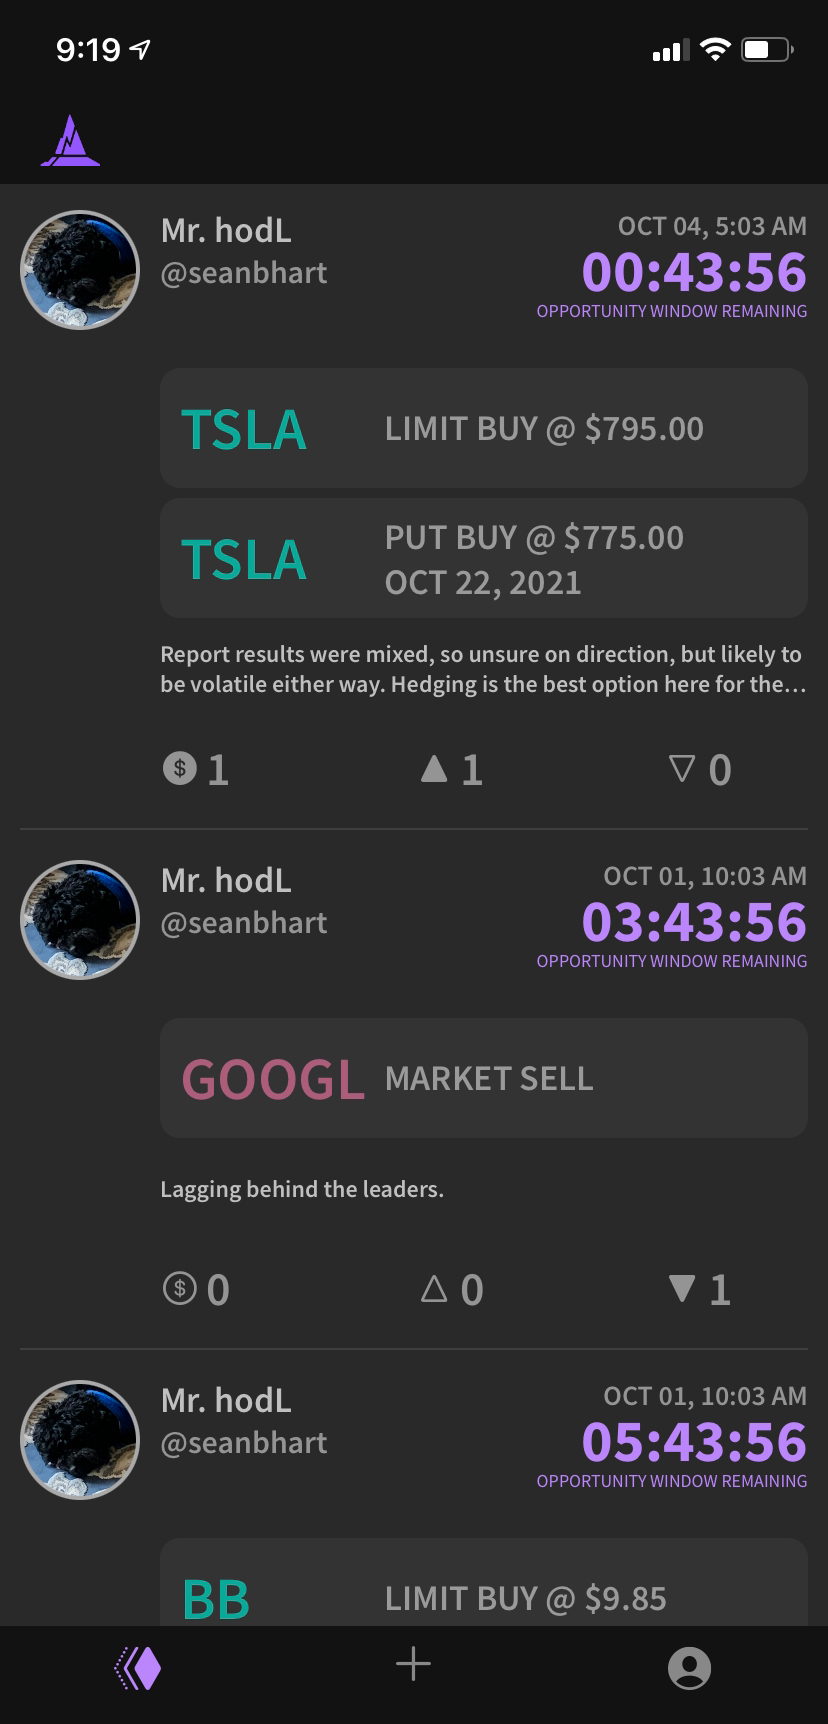 9:19
Mr. hodL
@seanbhart
OCT 04, 5:03 AM
00:43:56
OPPORTUNITY WINDOW REMAINING
TSLA
LIMIT BUY @ $795.00
TSLA
PUT BUY @ $775.00
OCT 22, 2021
Report results were mixed, so unsure on direction, but likely to
be volatile either way. Hedging is the best option here for the…
$ 1
1
0
Mr. hodL
@seanbhart
OCT 01, 10:03 AM
03:43:56
OPPORTUNITY WINDOW REMAINING
GOOGL
MARKET SELL
Lagging behind the leaders.
$ 0
0
1
Mr. hodL
@seanbhart
OCT 01, 10:03 AM
05:43:56
OPPORTUNITY WINDOW REMAINING
BB
LIMIT BUY @ $9.85